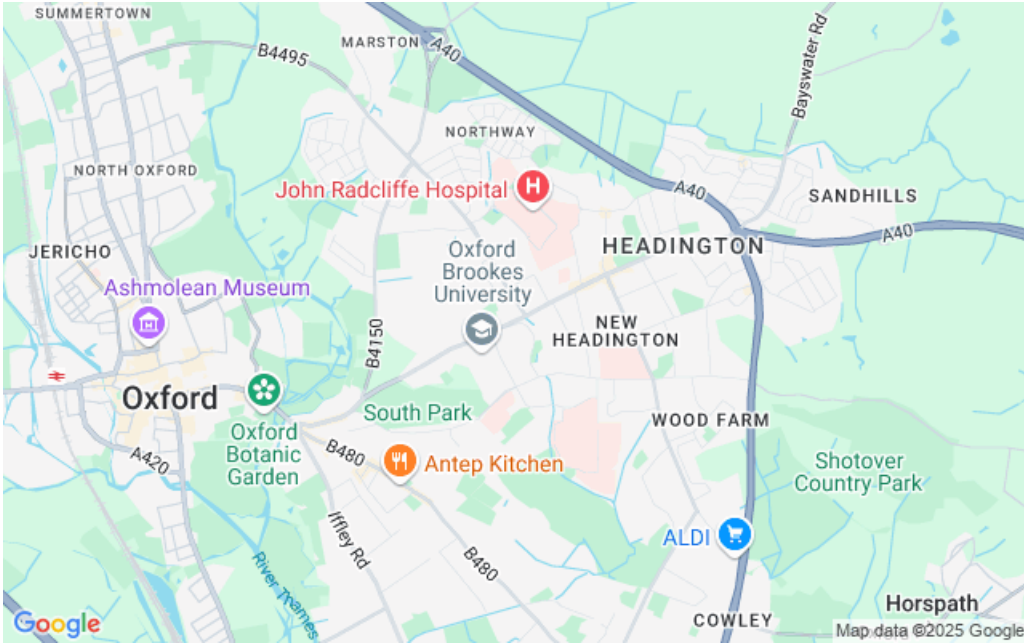 SUMMERTOWN
B4495
MARSTON
A40
Bayswater Rd
NORTHWAY
NORTH OXFORD
John Radcliffe Hospital
H
A40
SANDHILLS
A40
JERICHO
HEADINGTON
Oxford
Brookes
University
Ashmolean Museum
B4150
NEW
HEADINGTON
Oxford
South Park
WOOD FARM
Oxford
Botanic
Garden
B480
A420
Antep Kitchen
Shotover
Country Park
Iffley Rd
ALDI
B480
River Thames
COWLEY
Horspath
Google
Map data ©2025 Google